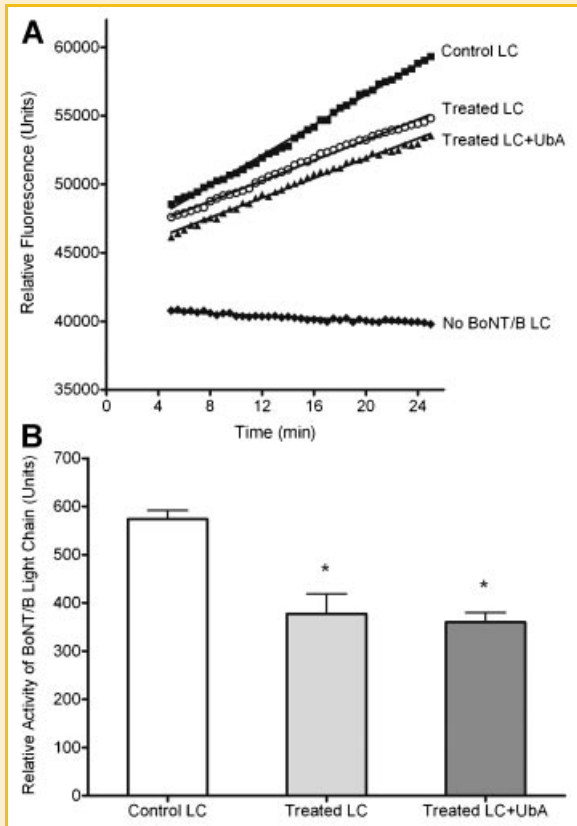 A
Relative Fluorescence (Units)
60000
55000
50000
45000
40000
35000
Control LC
Treated LC
Treated LC+UbA
No BoNT/B LC
0 4 8 12 16 20 24
Time (min)
B
Relative Activity of BoNT/B Light Chain (Units)
700
600
500
400
300
200
100
0
* *
Control LC Treated LC Treated LC+UbA